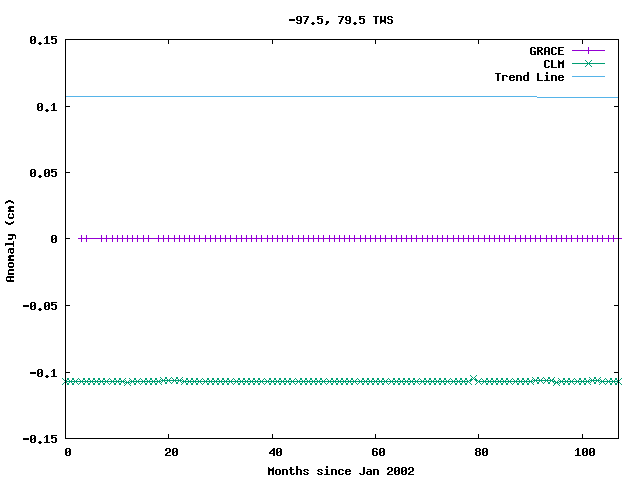 -97.5, 79.5 TWS
0.15
0.1
0.05
0
-0.05
-0.1
-0.15
Anomaly (cm)
GRACE
CLM
Trend Line
0 20 40 60 80 100
Months since Jan 2002